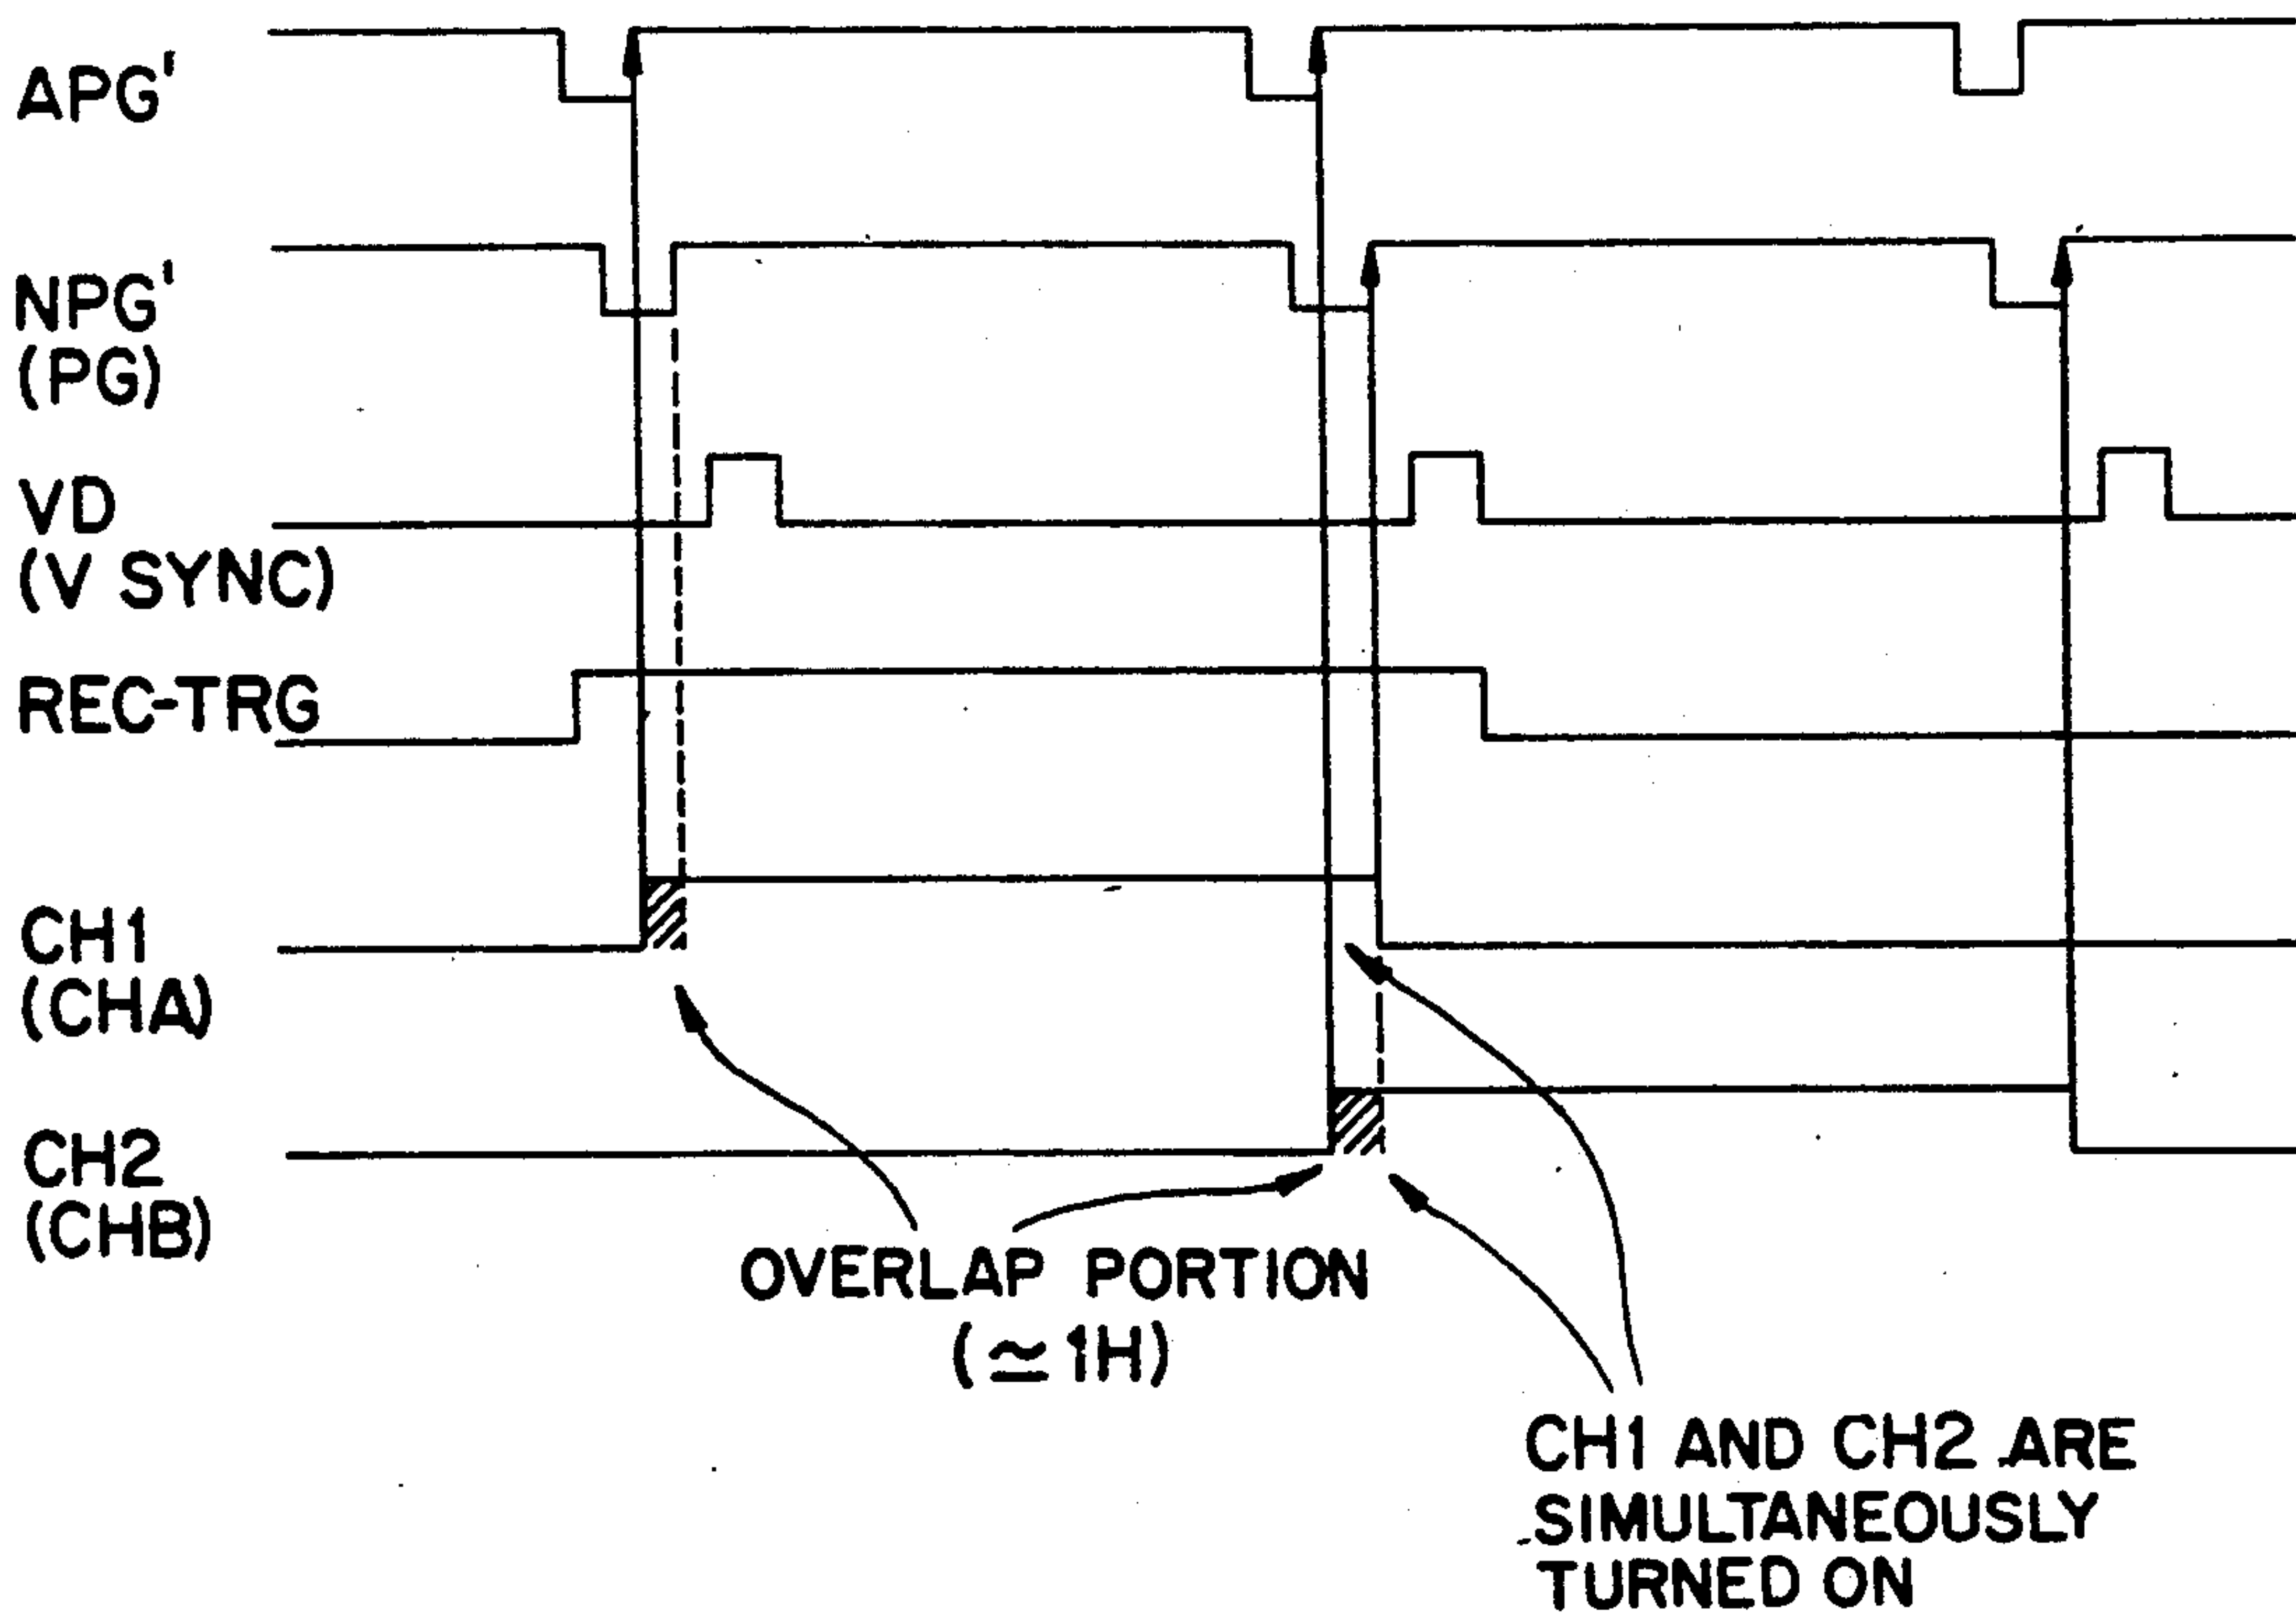 APG'
NPG'
(PG)
VD
(V SYNC)
REC-TRG
CH1
(CHA)
CH2
(CHB)
OVERLAP PORTION
(≃1H)
CH1 AND CH2 ARE
SIMULTANEOUSLY
TURNED ON